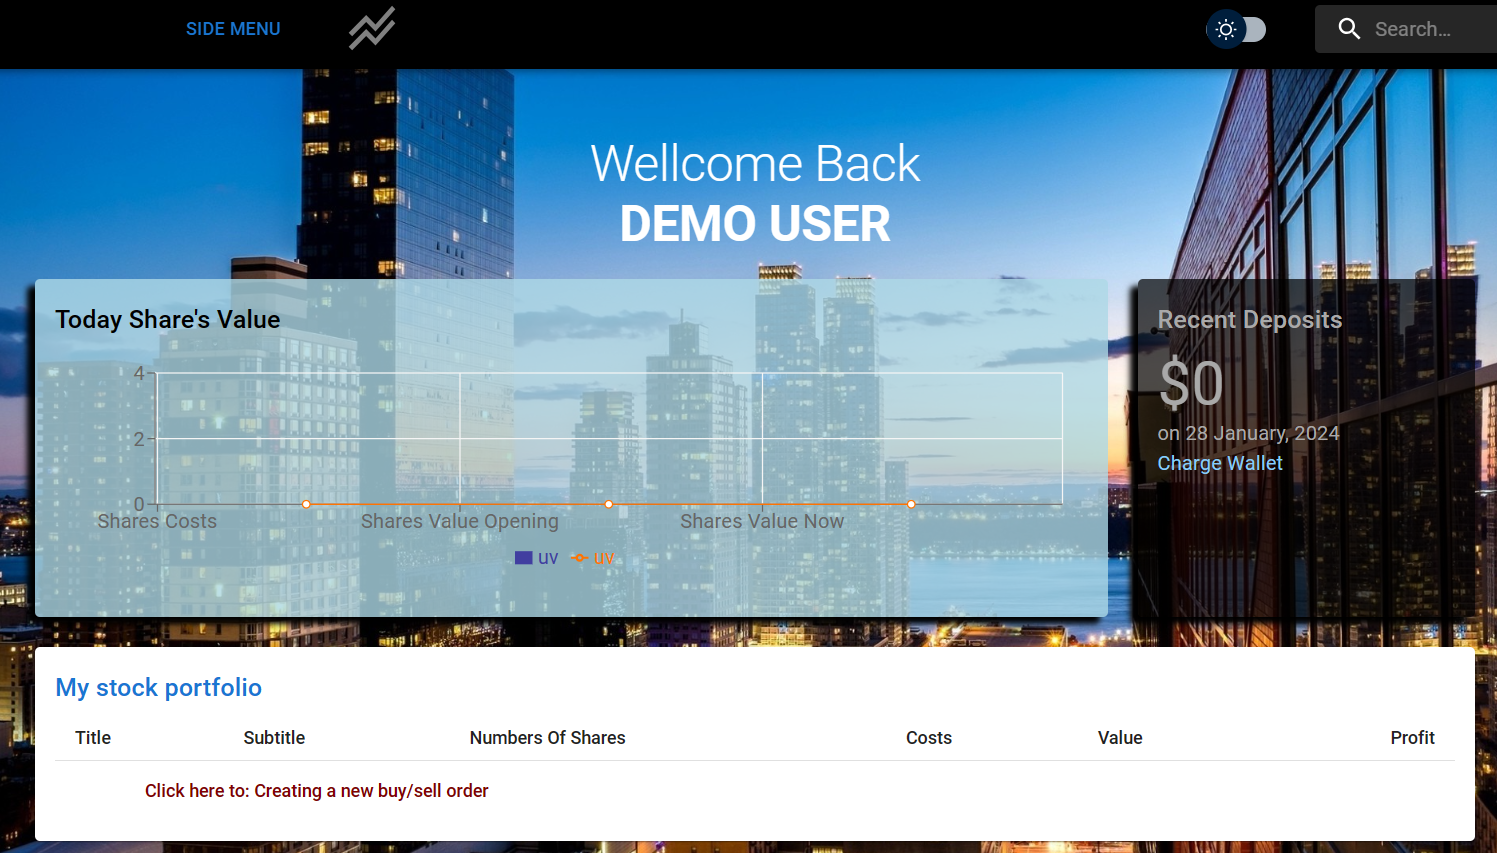 SIDE MENU
Search...
Wellcome Back
DEMO USER
Today Share's Value
4
2
0
Shares Costs Shares Value Opening Shares Value Now
uv uv
Recent Deposits
$0
on 28 January, 2024
Charge Wallet
My stock portfolio
Title Subtitle Numbers Of Shares Costs Value Profit
Click here to: Creating a new buy/sell order